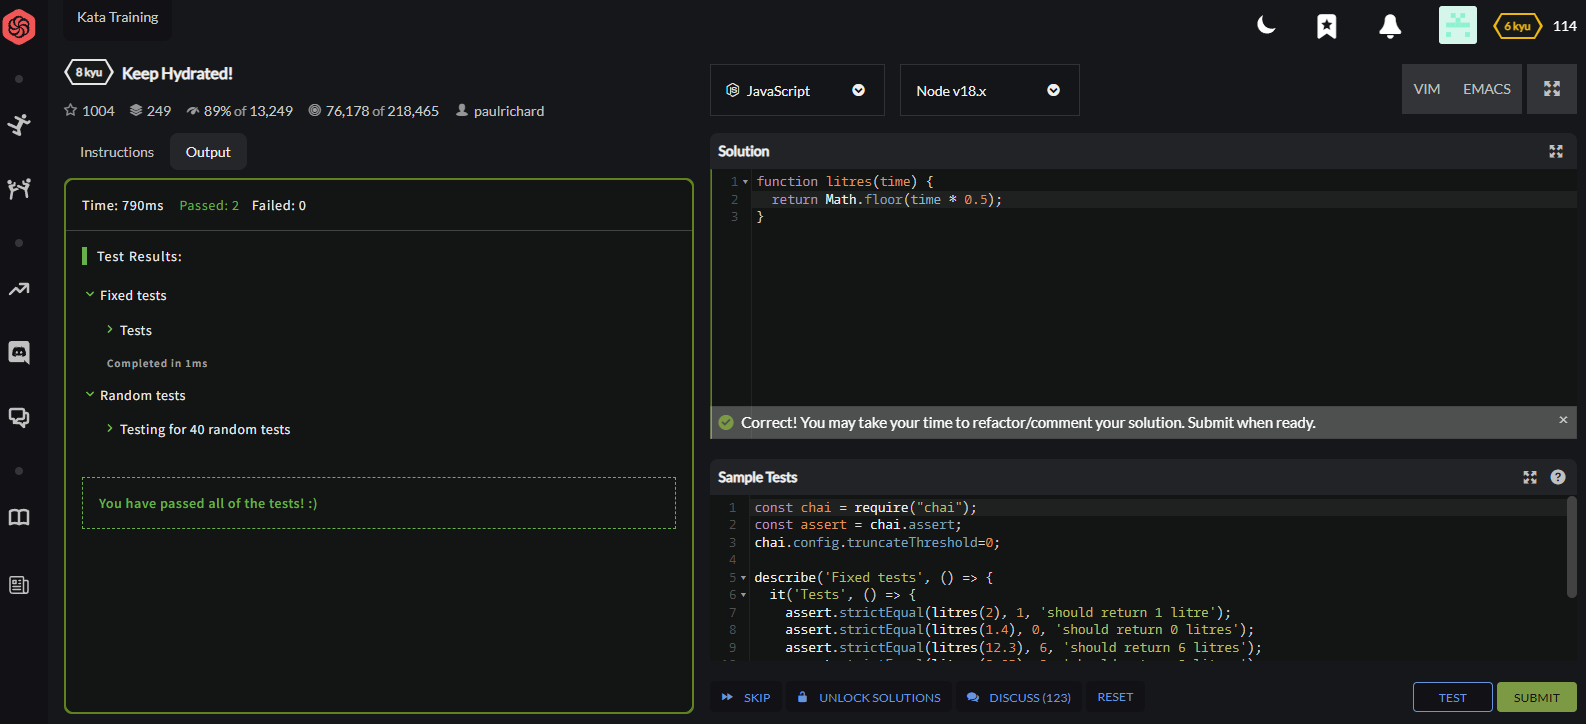 Kata Training
6 kyu 114
8 kyu Keep Hydrated!
1004 249 89% of 13,249 76,178 of 218,465 paulrichard
Instructions Output
Time: 790ms Passed: 2 Failed: 0
Test Results:
Fixed tests
Tests
Completed in 1ms
Random tests
Testing for 40 random tests
You have passed all of the tests! :)
JavaScript Node v18.x VIM EMACS
Solution
1 function litres(time) {
2 return Math.floor(time * 0.5);
3 }
Correct! You may take your time to refactor/comment your solution. Submit when ready.
Sample Tests
1 const chai = require("chai");
2 const assert = chai.assert;
3 chai.config.truncateThreshold=0;
4
5 describe('Fixed tests', () => {
6 it('Tests', () => {
7 assert.strictEqual(litres(2), 1, 'should return 1 litre');
8 assert.strictEqual(litres(1.4), 0, 'should return 0 litres');
9 assert.strictEqual(litres(12.3), 6, 'should return 6 litres');
SKIP UNLOCK SOLUTIONS DISCUSS (123) RESET TEST SUBMIT